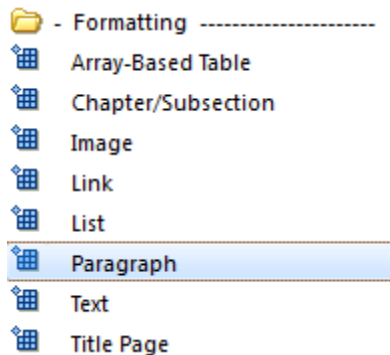 - Formatting ----------------------
Array-Based Table
Chapter/Subsection
Image
Link
List
Paragraph
Text
Title Page